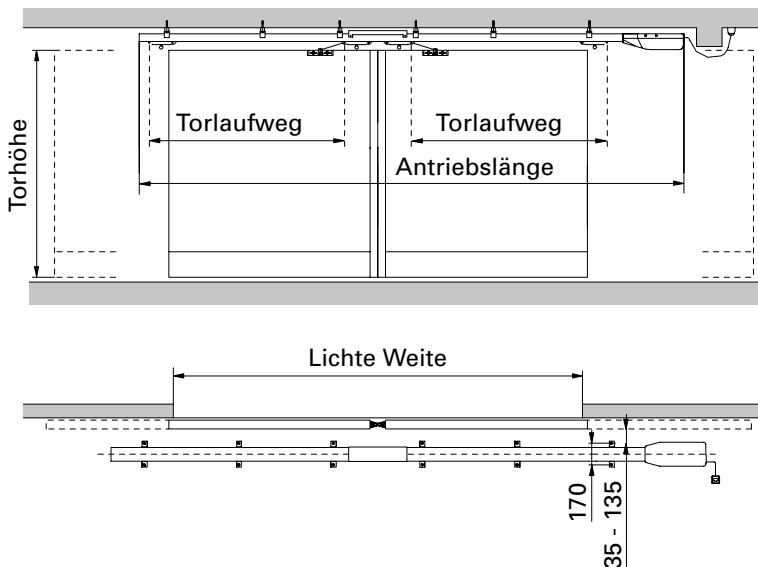 Torlaufweg
Torlaufweg
Antriebslänge
Torhöhe
Lichte Weite
170
35 - 135